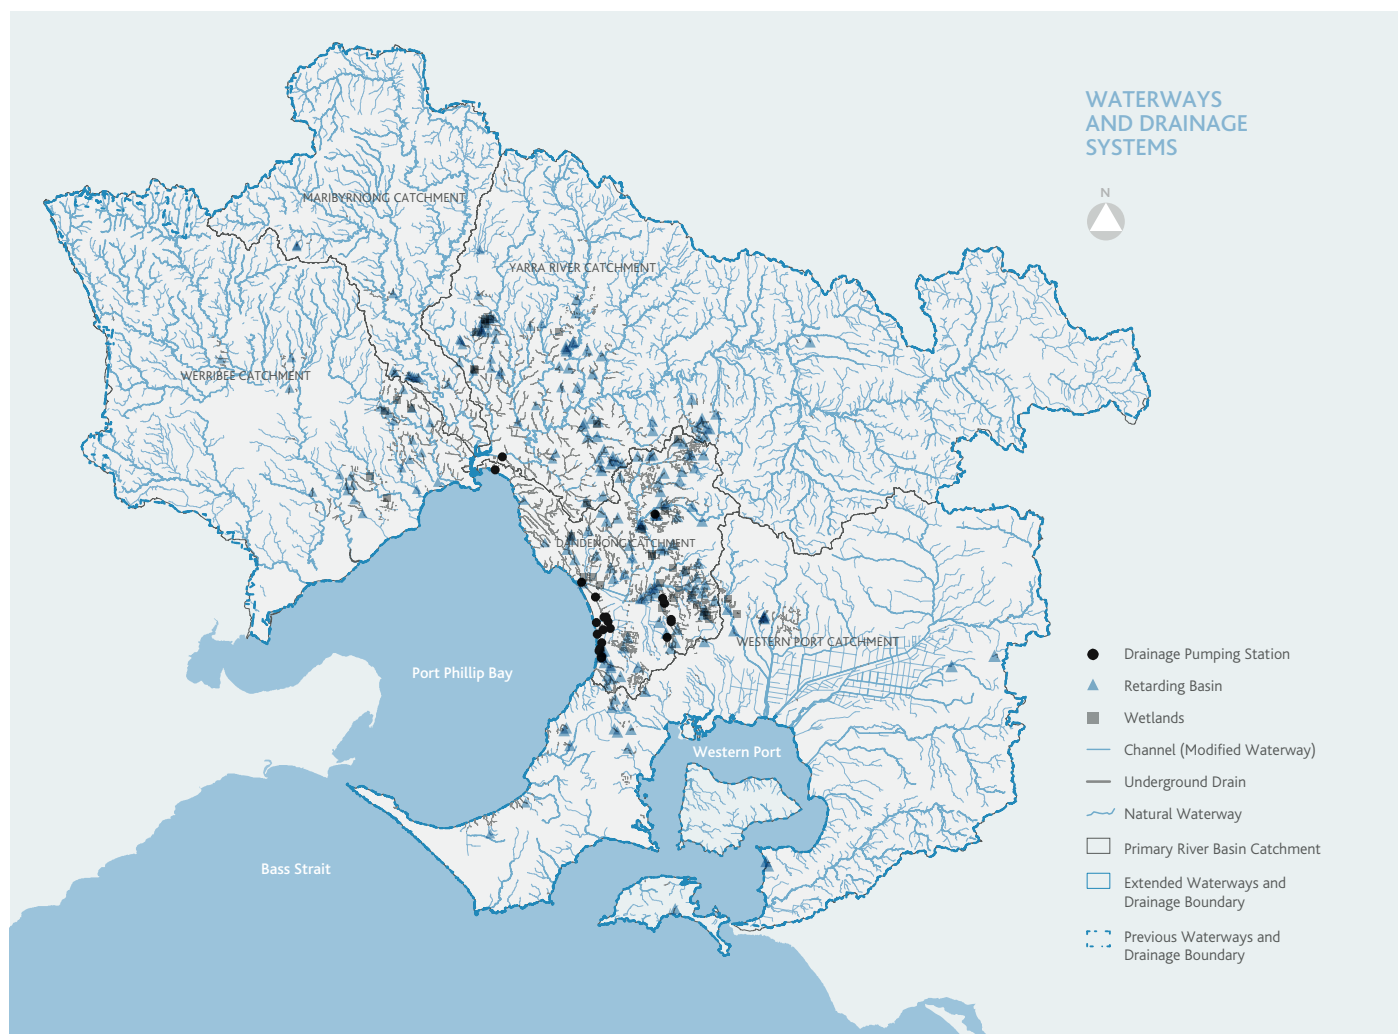 WATERWAYS
AND DRAINAGE
SYSTEMS
N
MARIBYRNONG CATCHMENT
YARRA RIVER CATCHMENT
WERRIBEE CATCHMENT
DANDENONG CATCHMENT
WESTERN PORT CATCHMENT
Port Phillip Bay
Western Port
Bass Strait
Drainage Pumping Station
Retarding Basin
Wetlands
Channel (Modified Waterway)
Underground Drain
Natural Waterway
Primary River Basin Catchment
Extended Waterways and
Drainage Boundary
Previous Waterways and
Drainage Boundary